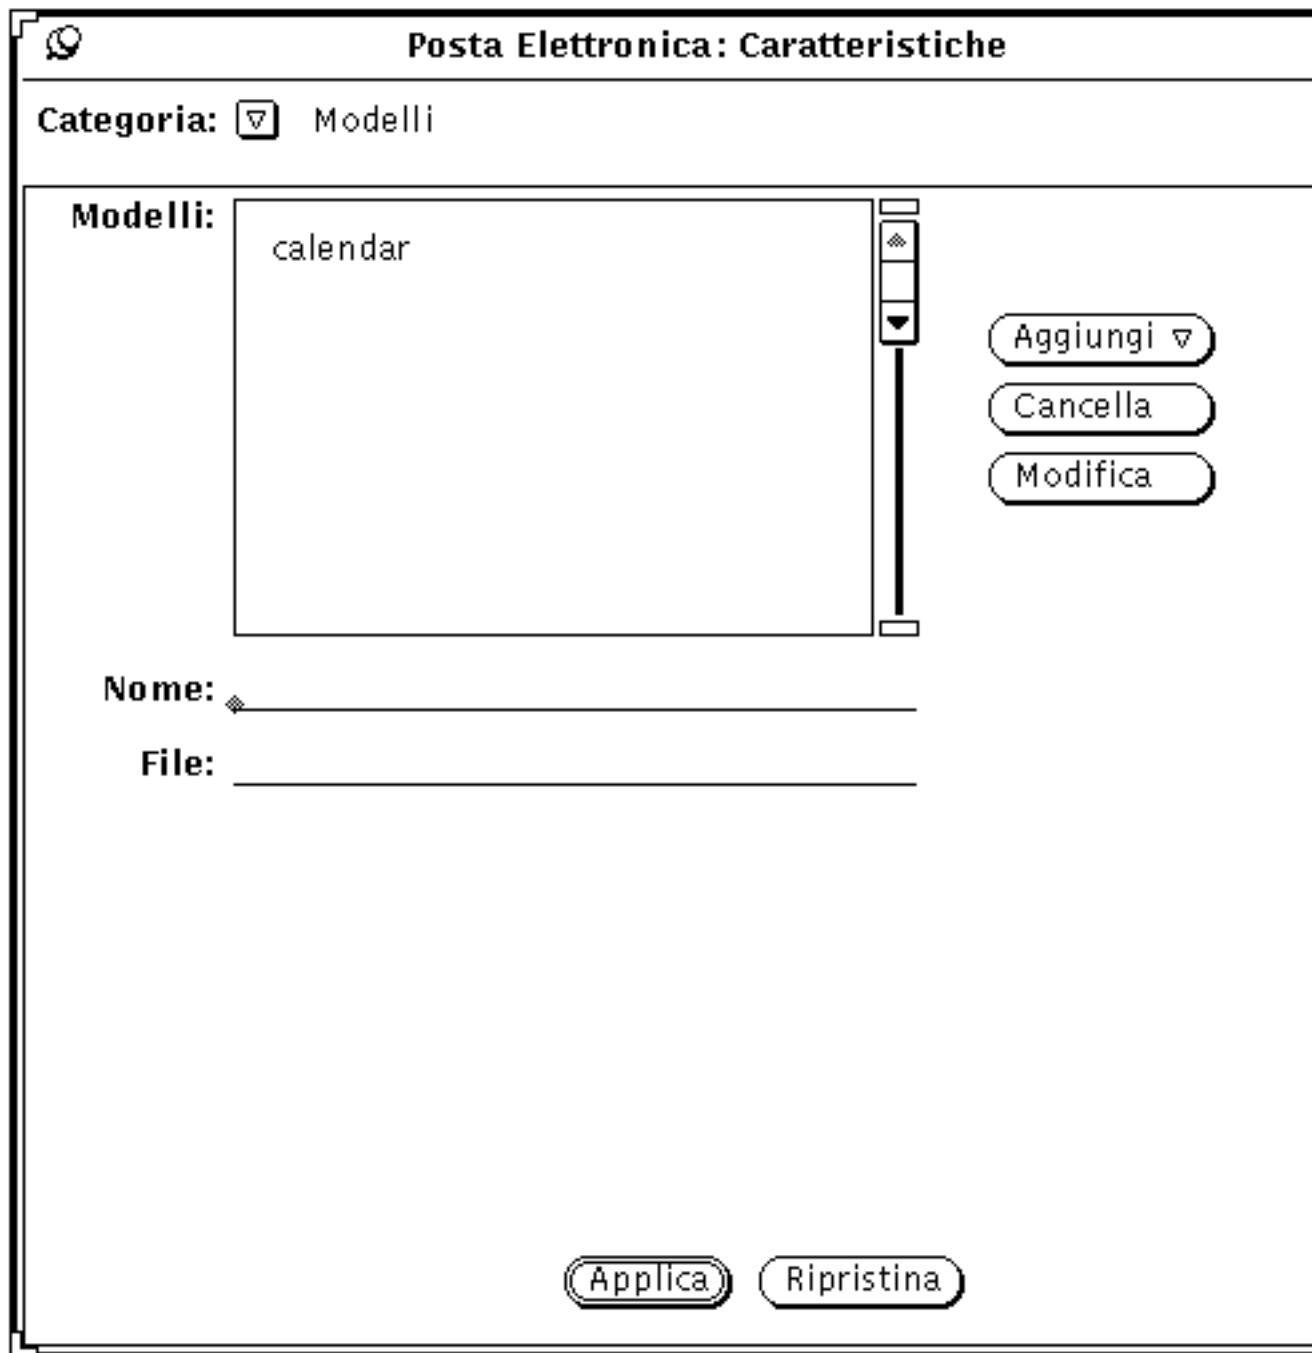 Posta Elettronica: Caratteristiche
Categoria: Modelli
Modelli:
calendar
Aggiungi
Cancella
Modifica
Nome:
File:
Applica Ripristina